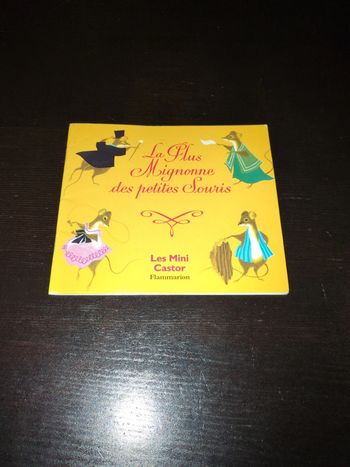 La Plus
Mignonne
des petites Souris
Les Mini
Castor
Flammarion